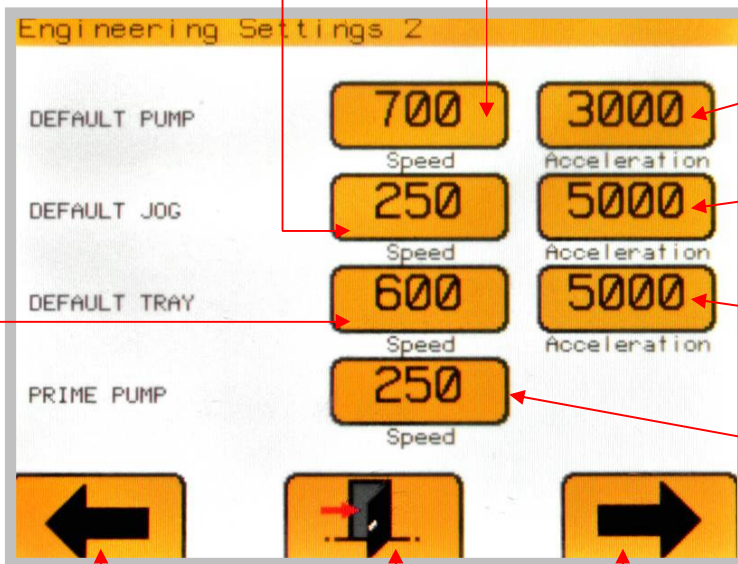 Engineering Settings 2
DEFAULT PUMP 700 3000
Speed Acceleration
DEFAULT JOG 250 5000
Speed Acceleration
DEFAULT TRAY 600 5000
Speed Acceleration
PRIME PUMP 250
Speed